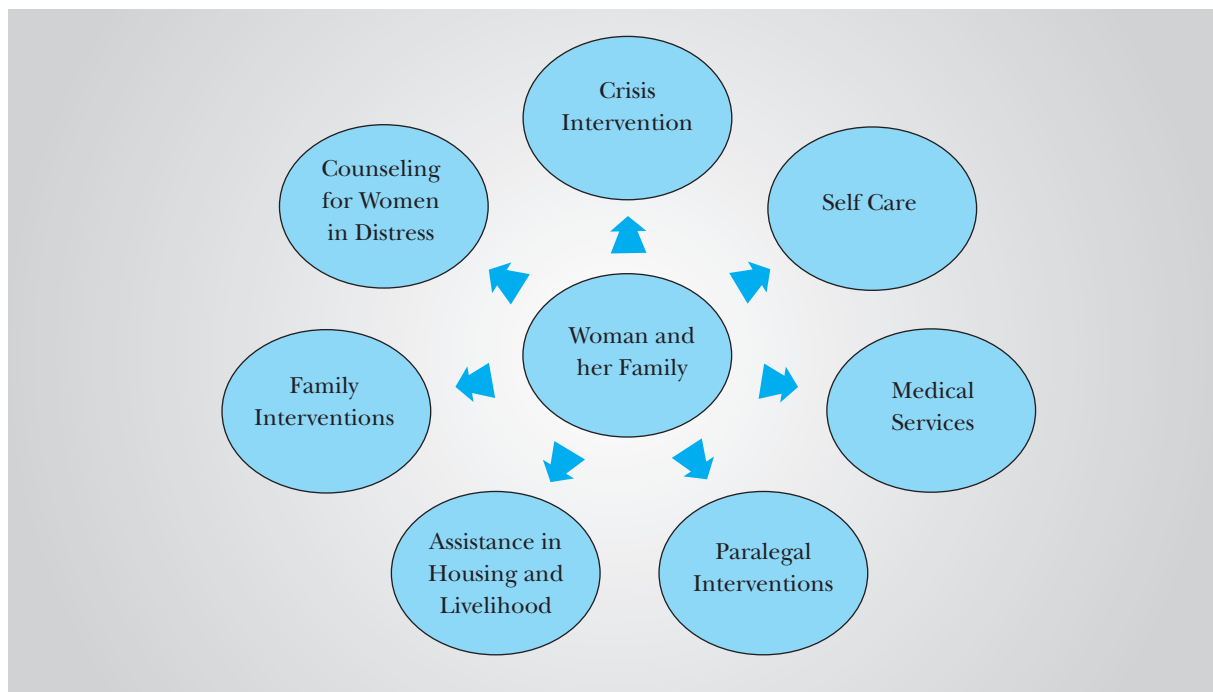 Crisis
Intervention
Counseling
for Women
in Distress
Self Care
Woman and
her Family
Family
Interventions
Medical
Services
Assistance in
Housing and
Livelihood
Paralegal
Interventions